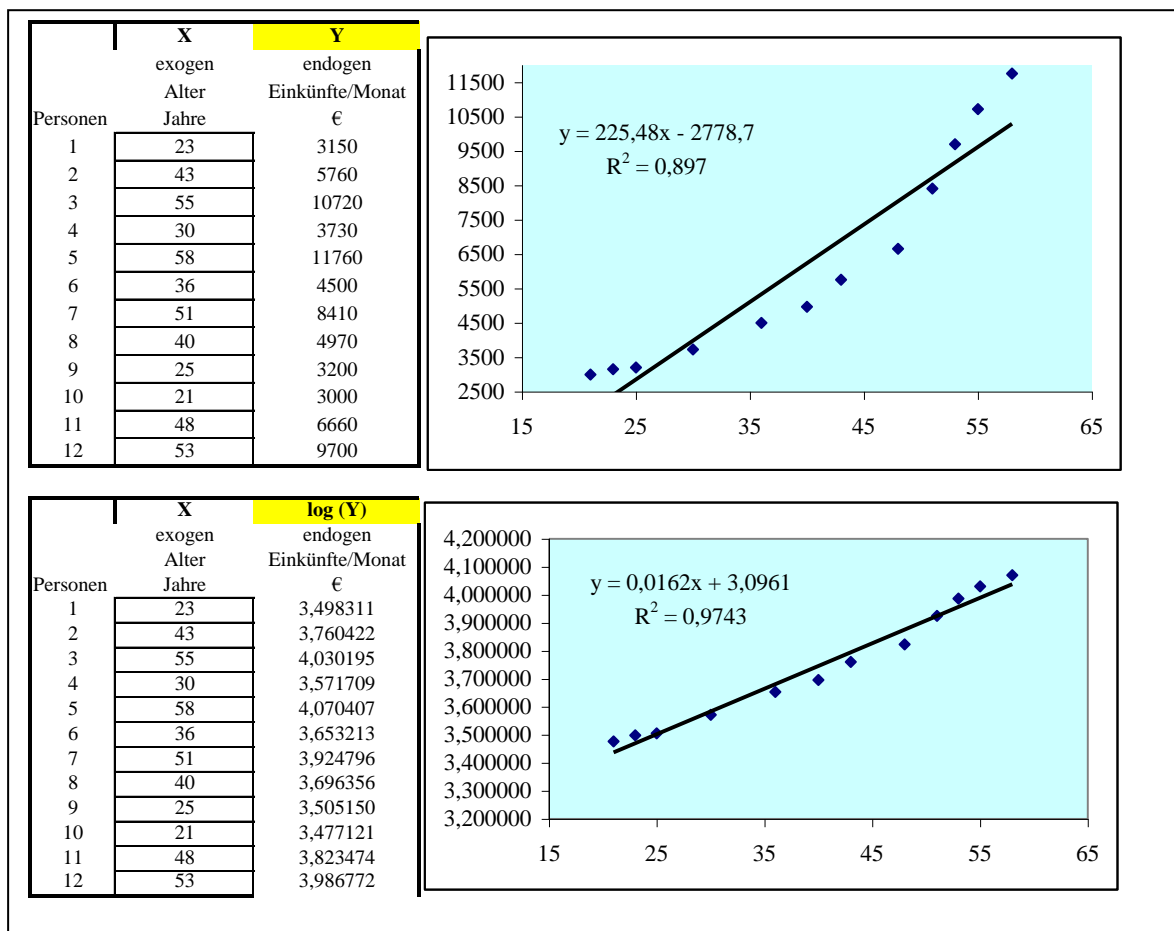 X Y
exogen endogen
Alter Einkünfte/Monat
Personen Jahre €
1 23 3150
2 43 5760
3 55 10720
4 30 3730
5 58 11760
6 36 4500
7 51 8410
8 40 4970
9 25 3200
10 21 3000
11 48 6660
12 53 9700
y = 225,48x - 2778,7
R² = 0,897
11500
10500
9500
8500
7500
6500
5500
4500
3500
2500
15 25 35 45 55 65
X log (Y)
exogen endogen
Alter Einkünfte/Monat
Personen Jahre €
1 23 3,498311
2 43 3,760422
3 55 4,030195
4 30 3,571709
5 58 4,070407
6 36 3,653213
7 51 3,924796
8 40 3,696356
9 25 3,505150
10 21 3,477121
11 48 3,823474
12 53 3,986772
y = 0,0162x + 3,0961
R² = 0,9743
4,200000
4,100000
4,000000
3,900000
3,800000
3,700000
3,600000
3,500000
3,400000
3,300000
3,200000
15 25 35 45 55 65